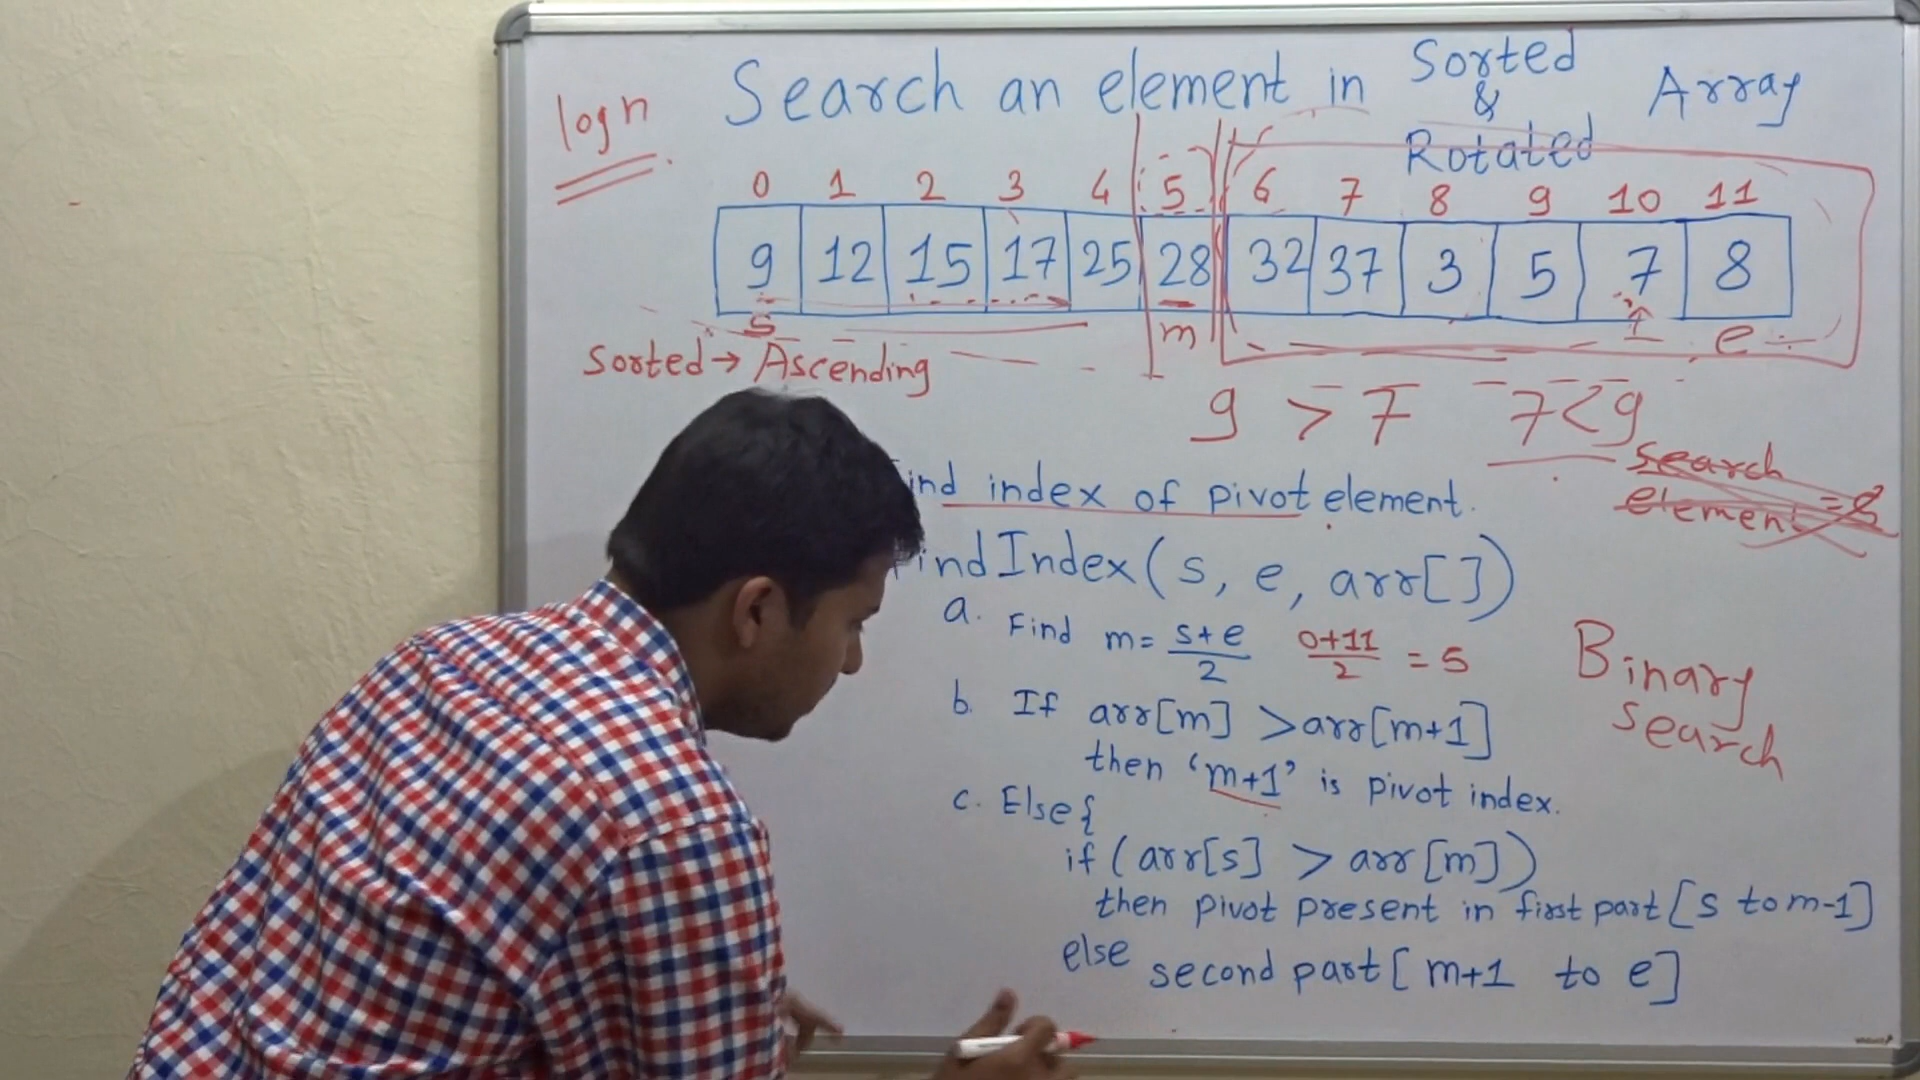 log n
Search an element in Sorted & Rotated Array
0 1 2 3 4 5 6 7 8 9 10 11
9 12 15 17 25 28 32 37 3 5 7 8
s m e
Sorted → Ascending
9 > 7 7<9
search
element =
ind index of pivot element.
indIndex(s, e, arr[])
a. Find m= s+e/2 0+11/2 = 5
b. If arr[m] >arr[m+1]
then 'm+1' is pivot index.
Binary
Search
c. Else{
if (arr[s] > arr[m])
then pivot present in first part [s to m-1]
else second part [m+1 to e]